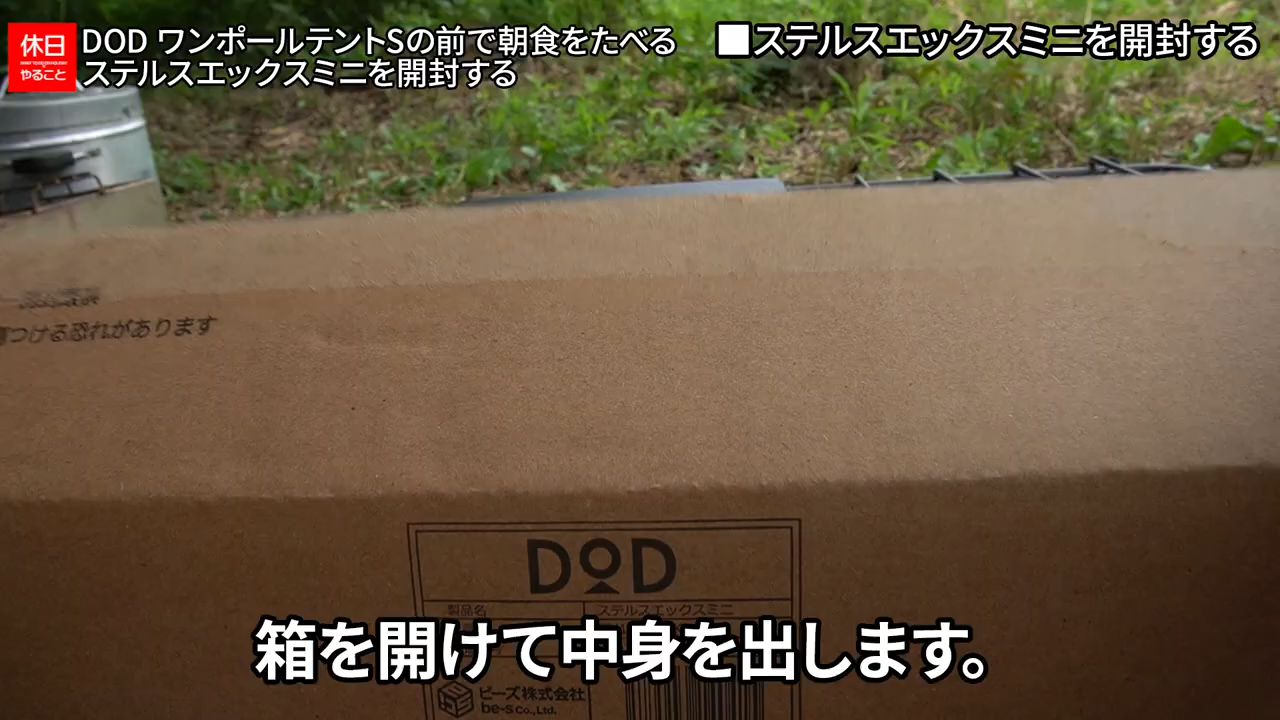 休日
やること
DOD ワンポールテントSの前で朝食をたべる
ステルスエックスミニを開封する
■ステルスエックスミニを開封する
つける恐れがあります
DOD
製品名
ステルスエックスミニ
箱を開けて中身を出します。
ビーズ株式会社
be-s Co., Ltd.